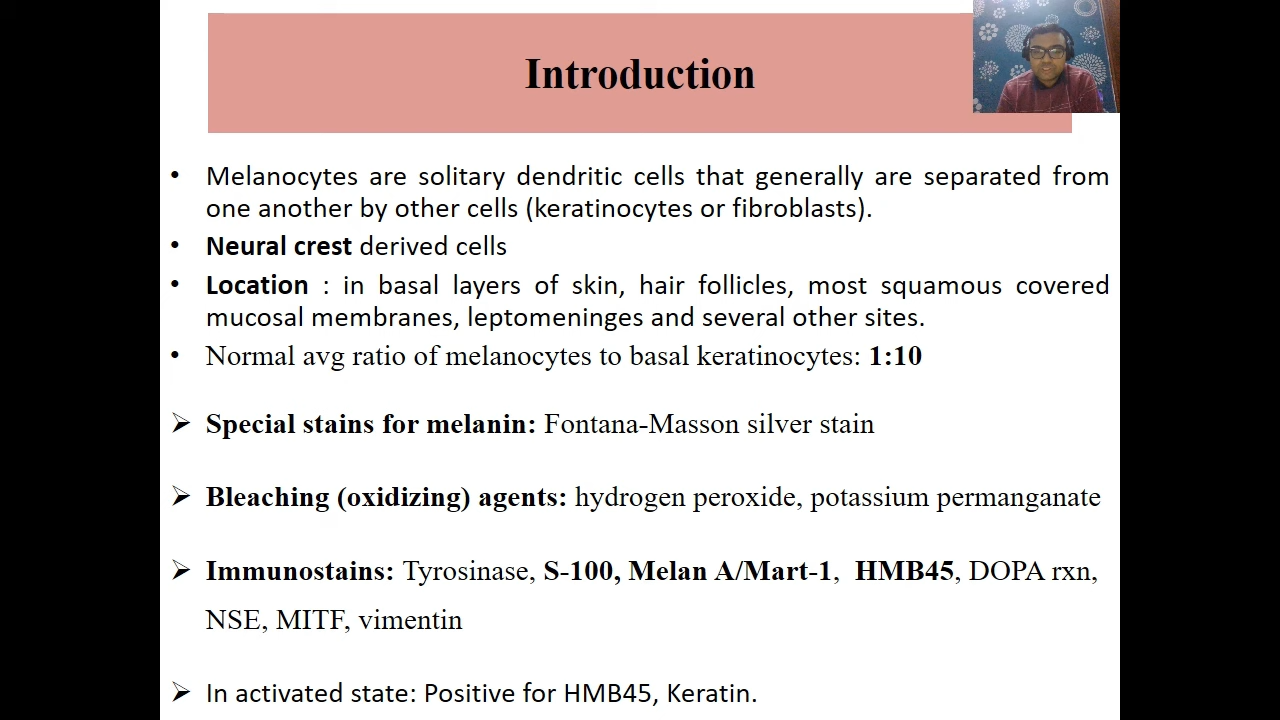 Introduction
• Melanocytes are solitary dendritic cells that generally are separated from
one another by other cells (keratinocytes or fibroblasts).
• Neural crest derived cells
• Location : in basal layers of skin, hair follicles, most squamous covered
mucosal membranes, leptomeninges and several other sites.
• Normal avg ratio of melanocytes to basal keratinocytes: 1:10
➢ Special stains for melanin: Fontana-Masson silver stain
➢ Bleaching (oxidizing) agents: hydrogen peroxide, potassium permanganate
➢ Immunostains: Tyrosinase, S-100, Melan A/Mart-1, HMB45, DOPA rxn,
NSE, MITF, vimentin
➢ In activated state: Positive for HMB45, Keratin.